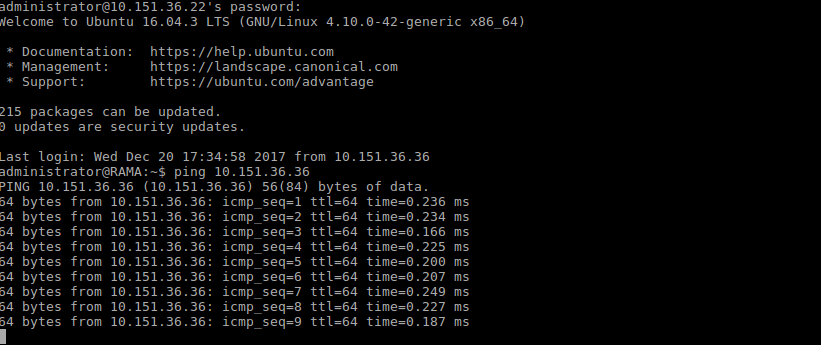 administrator@10.151.36.22's password:
Welcome to Ubuntu 16.04.3 LTS (GNU/Linux 4.10.0-42-generic x86_64)
* Documentation: https://help.ubuntu.com
* Management: https://landscape.canonical.com
* Support: https://ubuntu.com/advantage
215 packages can be updated.
0 updates are security updates.
Last login: Wed Dec 20 17:34:58 2017 from 10.151.36.36
administrator@RAMA:~$ ping 10.151.36.36
PING 10.151.36.36 (10.151.36.36) 56(84) bytes of data.
64 bytes from 10.151.36.36: icmp_seq=1 ttl=64 time=0.236 ms
64 bytes from 10.151.36.36: icmp_seq=2 ttl=64 time=0.234 ms
64 bytes from 10.151.36.36: icmp_seq=3 ttl=64 time=0.166 ms
64 bytes from 10.151.36.36: icmp_seq=4 ttl=64 time=0.225 ms
64 bytes from 10.151.36.36: icmp_seq=5 ttl=64 time=0.200 ms
64 bytes from 10.151.36.36: icmp_seq=6 ttl=64 time=0.207 ms
64 bytes from 10.151.36.36: icmp_seq=7 ttl=64 time=0.249 ms
64 bytes from 10.151.36.36: icmp_seq=8 ttl=64 time=0.227 ms
64 bytes from 10.151.36.36: icmp_seq=9 ttl=64 time=0.187 ms